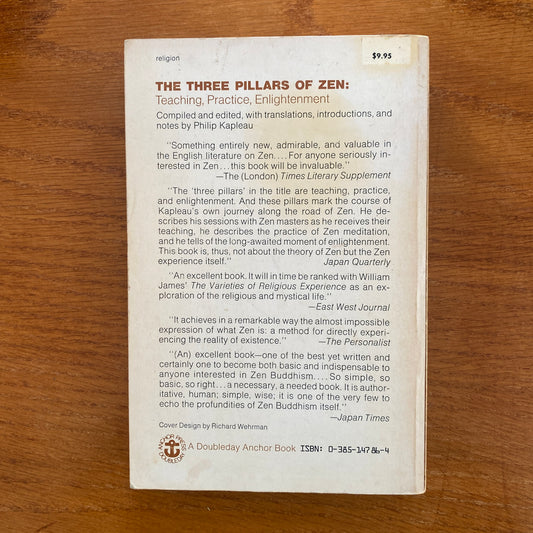 religion
$9.95
THE THREE PILLARS OF ZEN:
Teaching, Practice, Enlightenment
Compiled and edited, with translations, introductions, and
notes by Philip Kapleau
"Something entirely new, admirable, and valuable in
the English literature on Zen. . . . For anyone seriously in-
terested in Zen . . . this book will be invaluable."
—The (London) Times Literary Supplement
"The 'three pillars' in the title are teaching, practice,
and enlightenment. And these pillars mark the course of
Kapleau's own journey along the road of Zen. He de-
scribes his sessions with Zen masters as he receives their
teaching, he describes the practice of Zen meditation,
and he tells of the long-awaited moment of enlightenment.
This book is, thus, not about the theory of Zen but the Zen
experience itself." Japan Quarterly
"An excellent book. It will in time be ranked with William
James' The Varieties of Religious Experience as an ex-
ploration of the religious and mystical life."
—East West Journal
"It achieves in a remarkable way the almost impossible
expression of what Zen is: a method for directly experi-
encing the reality of existence." —The Personalist
"(An) excellent book—one of the best yet written and
certainly one to become both basic and indispensable to
anyone interested in Zen Buddhism. . . . So simple, so
basic, so right . . . a necessary, a needed book. It is author-
itative, human; simple, wise; it is one of the very few to
echo the profundities of Zen Buddhism itself."
—Japan Times
Cover Design by Richard Wehrman
ANCHOR PRESS
DOUBLEDAY
A Doubleday Anchor Book ISBN: 0-385-14786-4